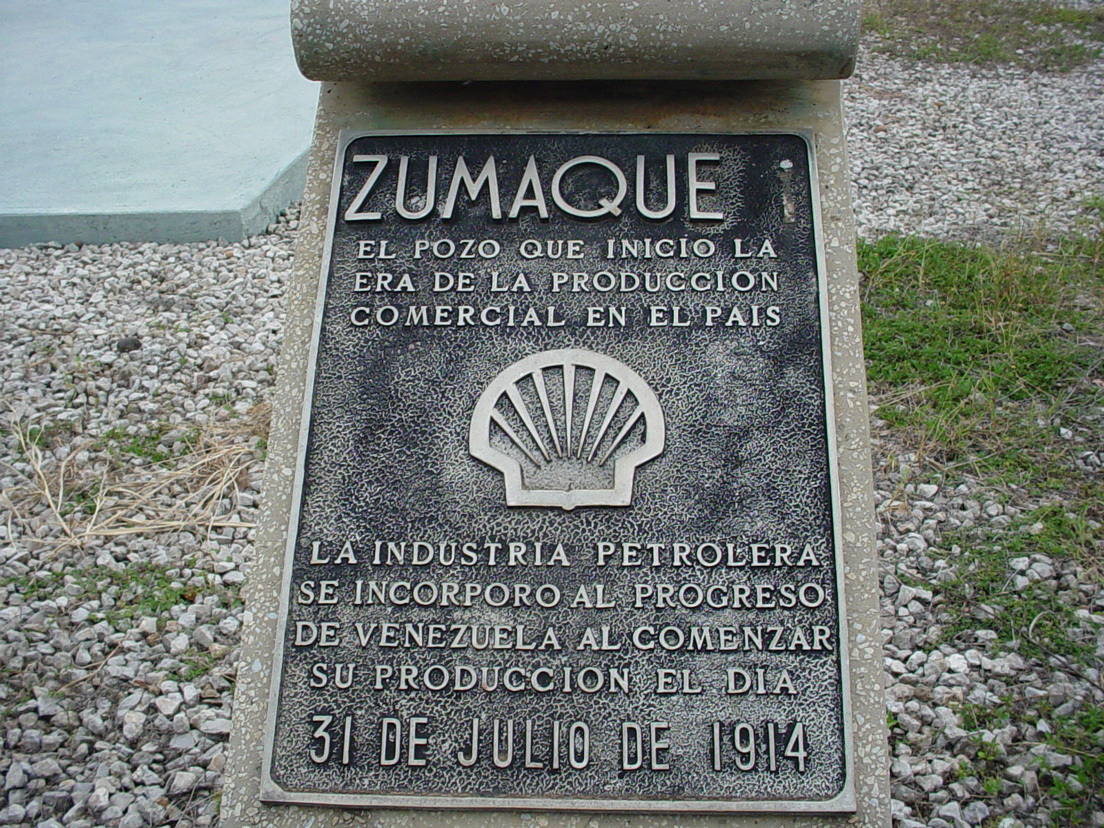 ZUMAQUE
EL POZO QUE INICIO LA
ERA DE LA PRODUCCION
COMERCIAL EN EL PAIS
LA INDUSTRIA PETROLERA
SE INCORPORO AL PROGRESO
DE VENEZUELA AL COMENZAR
SU PRODUCCION EL DIA
31 DE JULIO DE 1914